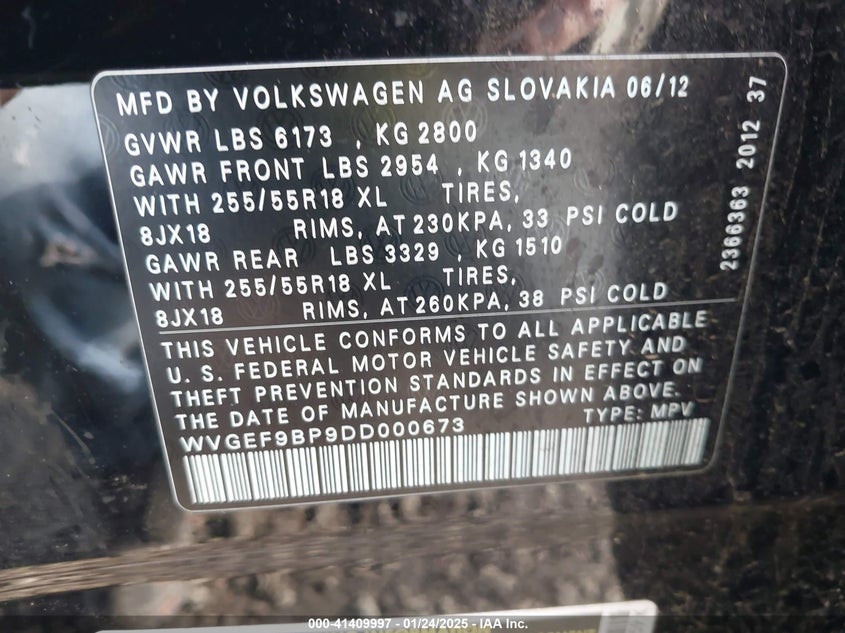 MFD BY VOLKSWAGEN AG SLOVAKIA 06/12
GVWR LBS 6173 , KG 2800
GAWR FRONT LBS 2954 , KG 1340
WITH 255/55R18 XL TIRES,
8JX18 RIMS, AT 230KPA, 33 PSI COLD
GAWR REAR LBS 3329 , KG 1510
WITH 255/55R18 XL TIRES,
8JX18 RIMS, AT 260KPA, 38 PSI COLD
THIS VEHICLE CONFORMS TO ALL APPLICABLE
U. S. FEDERAL MOTOR VEHICLE SAFETY AND
THEFT PREVENTION STANDARDS IN EFFECT ON
THE DATE OF MANUFACTURE SHOWN ABOVE.
WVGEF9BP9DD000673 TYPE: MPV
2366363 2012 37
000-41409997 - 01/24/2025 - IAA Inc.